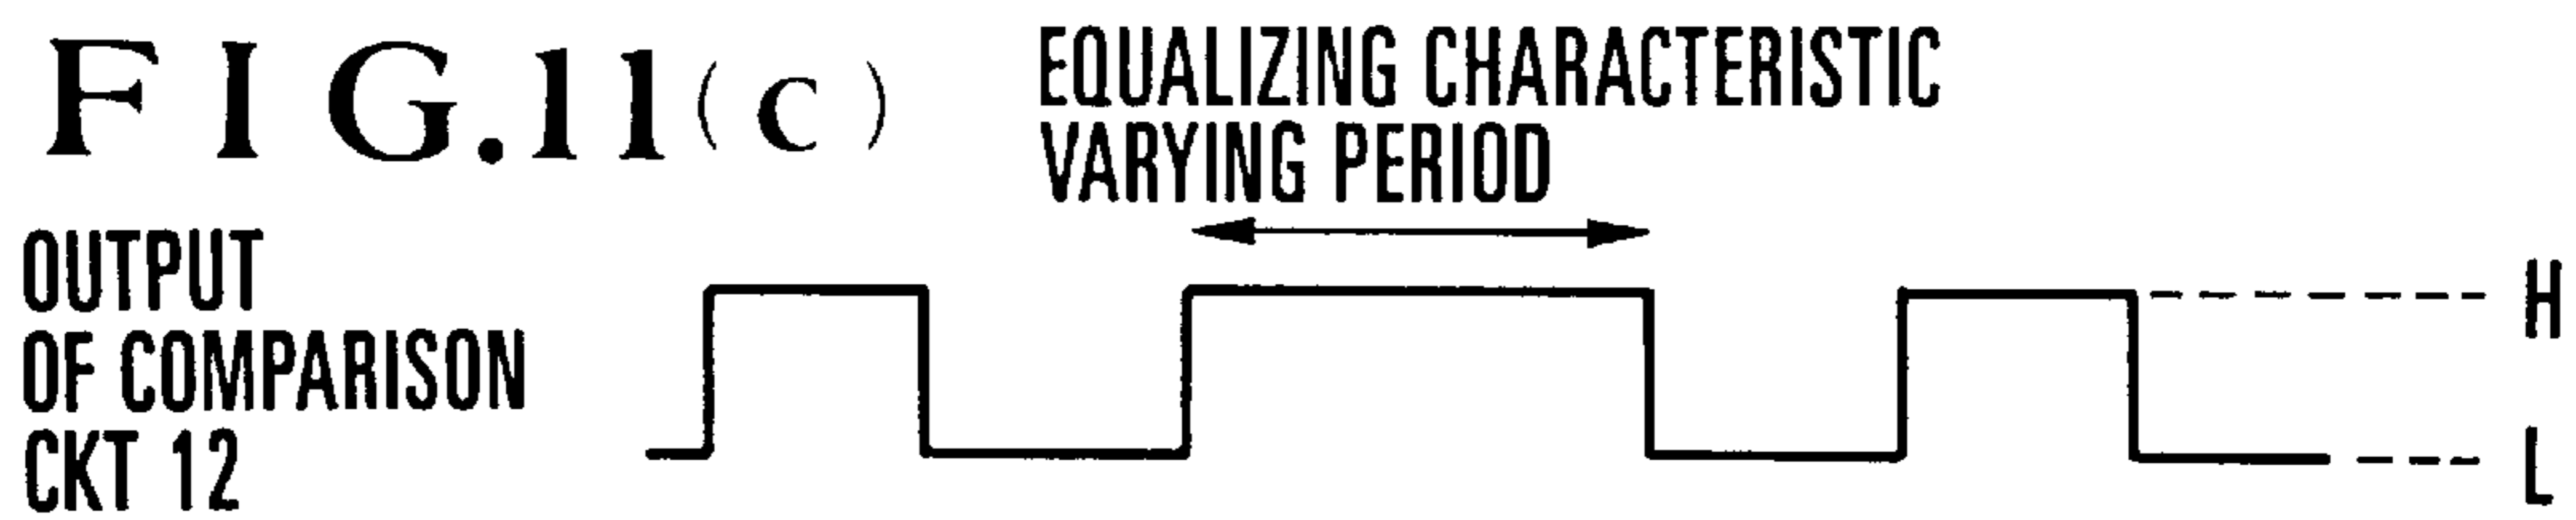 FIG.11(c)
EQUALIZING CHARACTERISTIC
VARYING PERIOD
OUTPUT
OF COMPARISON
CKT 12
H
L